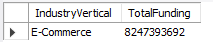 IndustryVertical TotalFunding
E-Commerce 8247393692